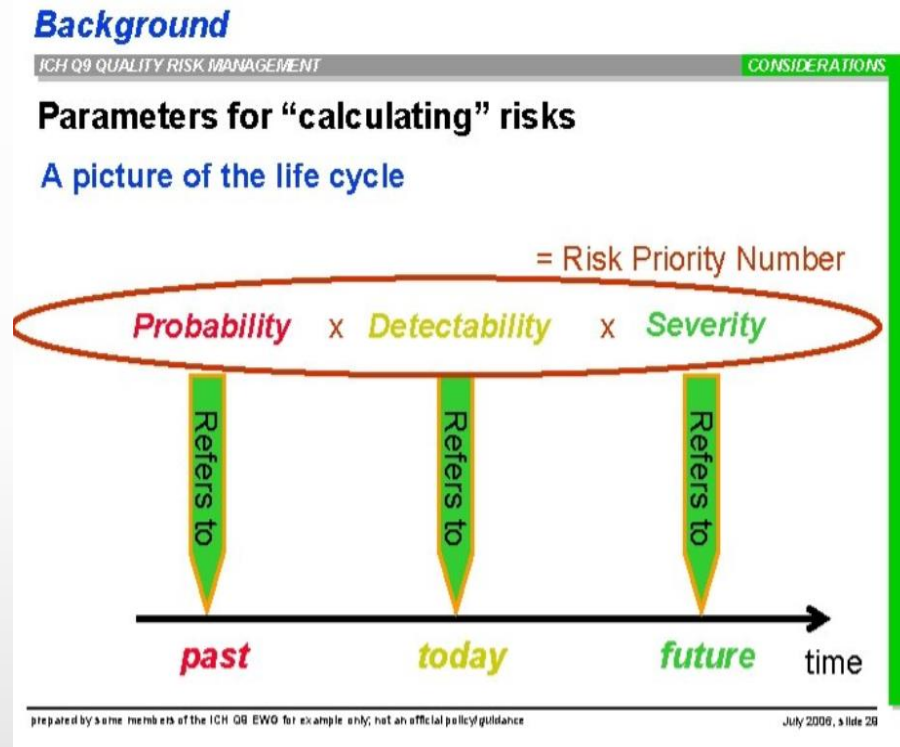 Background
ICH Q9 QUALITY RISK MANAGEMENT CONSIDERATIONS
Parameters for “calculating” risks
A picture of the life cycle
= Risk Priority Number
Probability x Detectability x Severity
Refers to Refers to Refers to
past today future time
prepared by some members of the ICH Q9 EWG for example only; not an official policy/guidance July 2006, slide 29